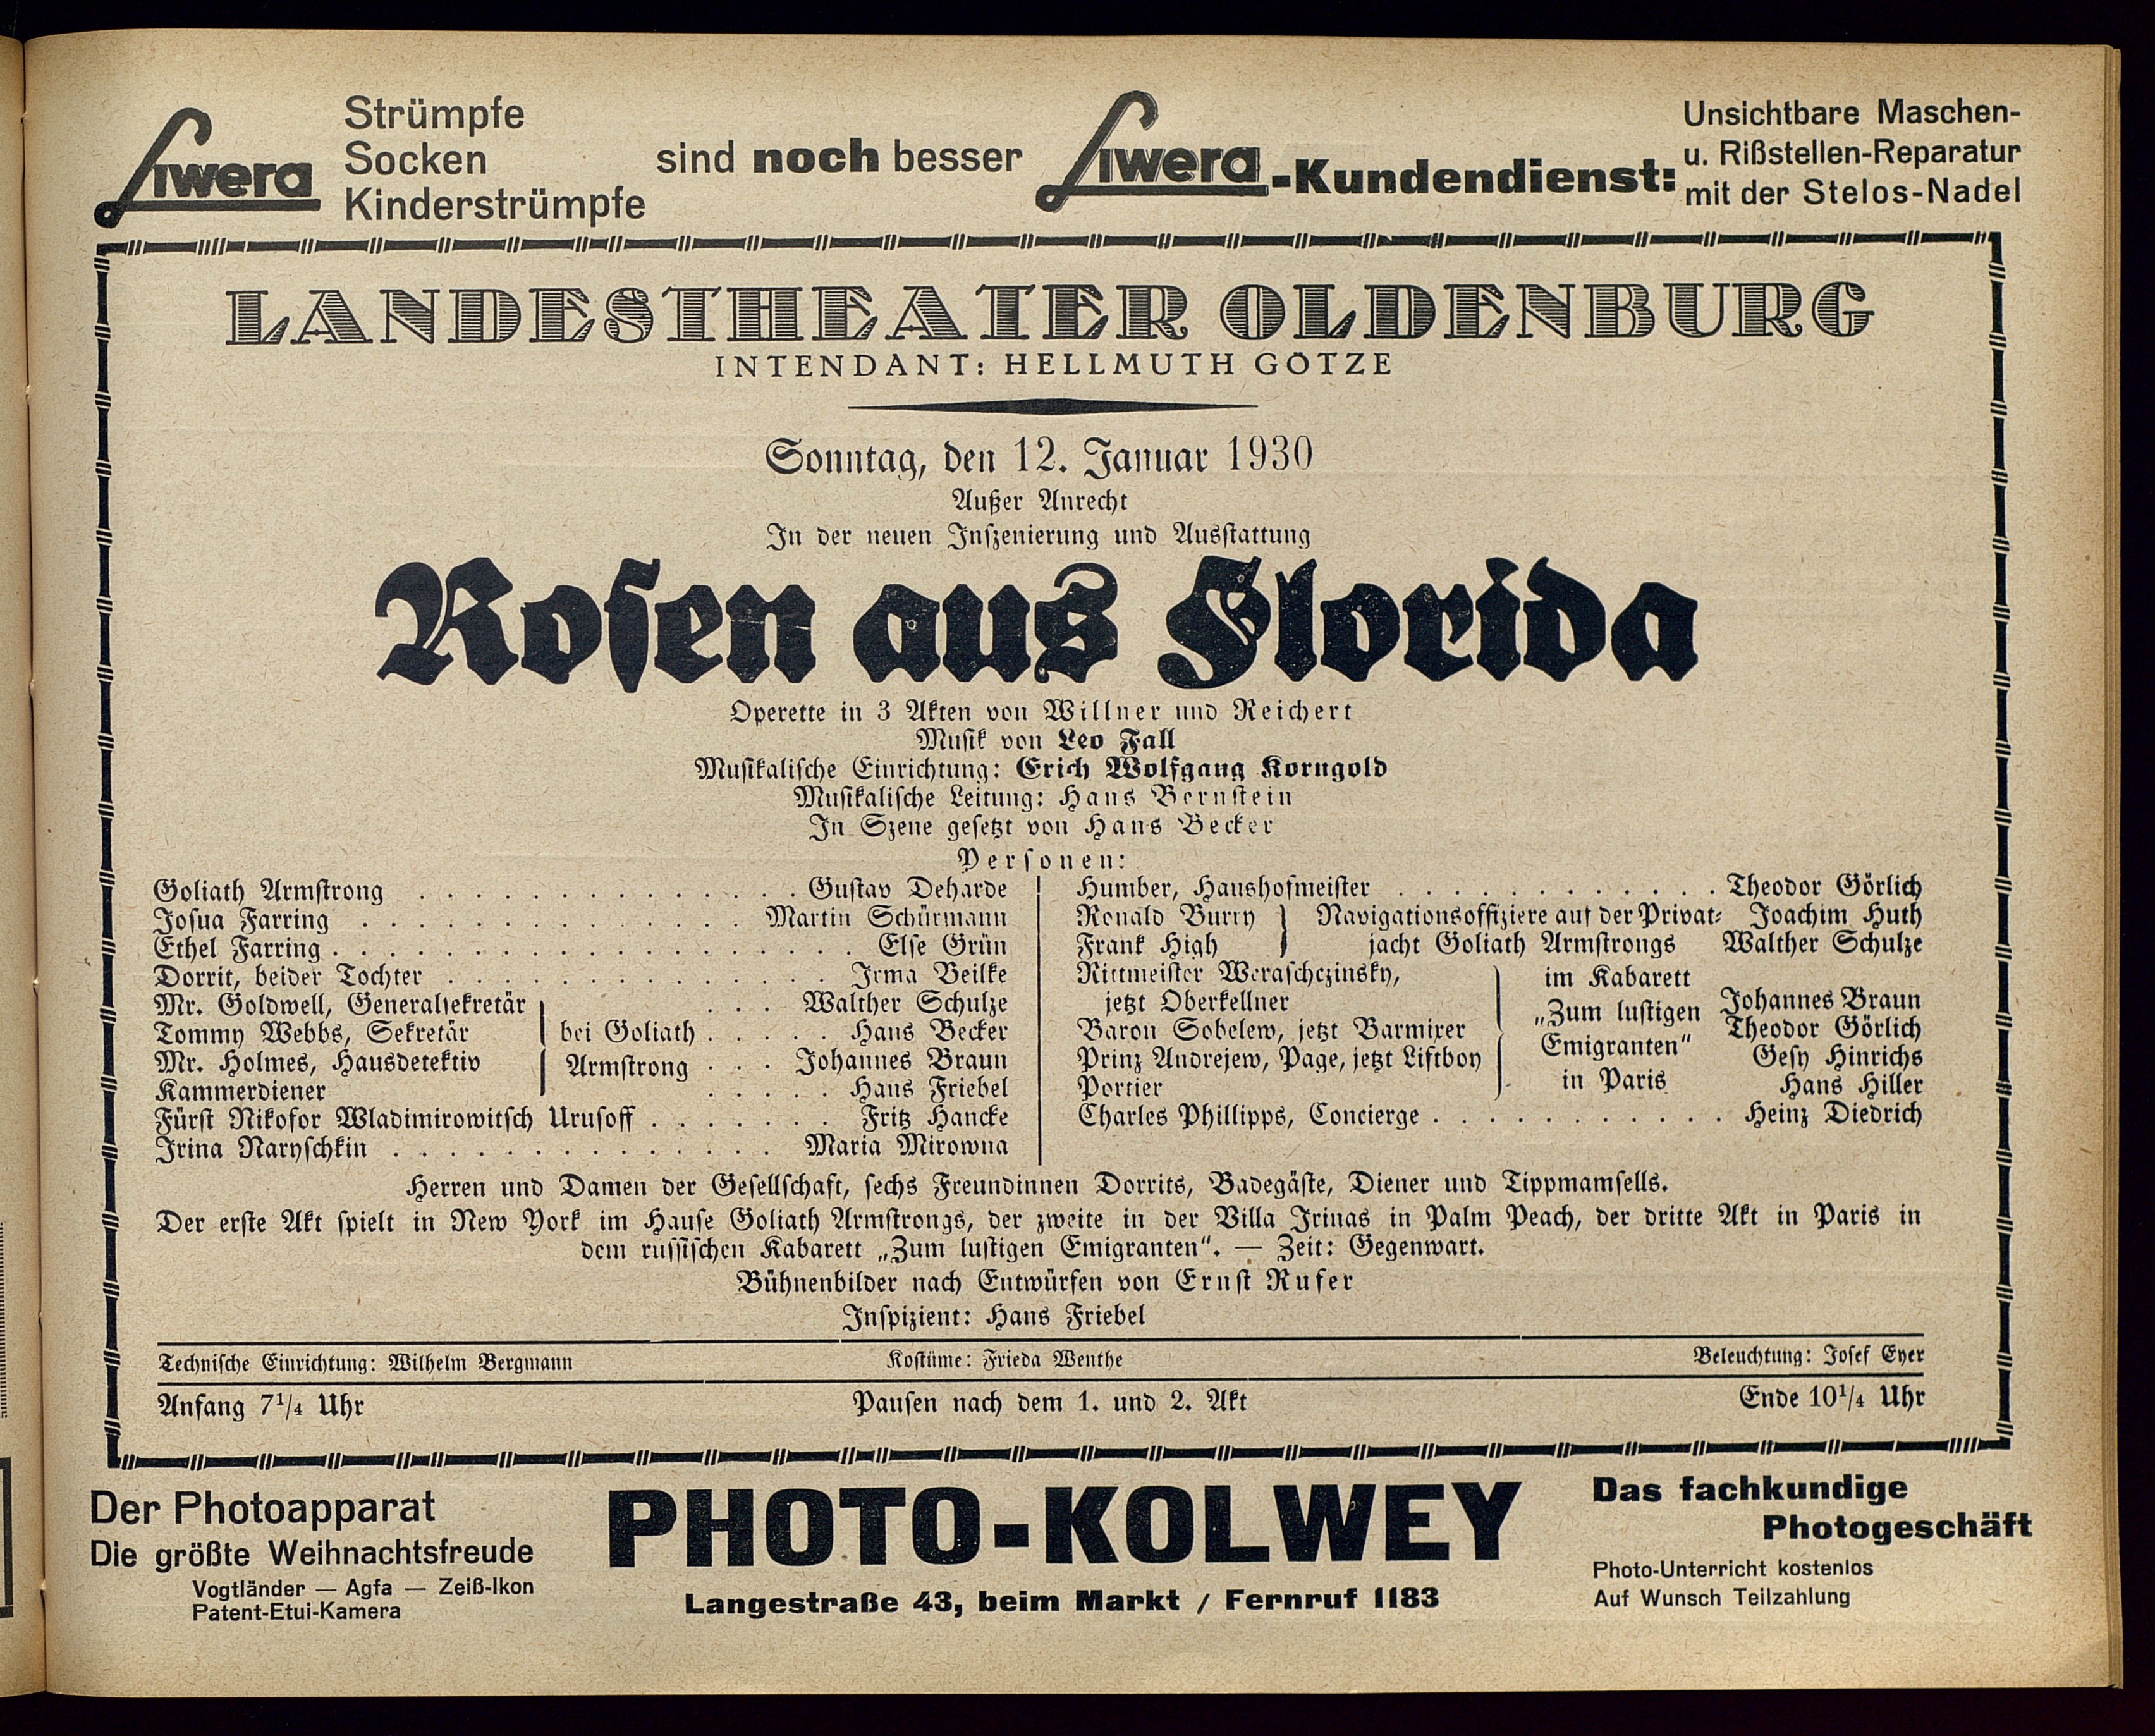 Liwera
Strümpfe
Socken
Kinderstrümpfe
sind noch besser
Liwera-Kundendienst:
Unsichtbare Maschen-
u. Rißstellen-Reparatur
mit der Stelos-Nadel
LANDESTHEATER OLDENBURG
INTENDANT: HELLMUTH GÖTZE
Sonntag, den 12. Januar 1930
Außer Anrecht
In der neuen Inszenierung und Ausstattung
Rosen aus Florida
Operette in 3 Akten von Willner und Reichert
Musik von Leo Fall
Musikalische Einrichtung: Erich Wolfgang Korngold
Musikalische Leitung: Hans Bernstein
In Szene gesetzt von Hans Becker
Personen:
Goliath Armstrong . . . . . . . . . . . . . . Gustav Deharde
Josua Farring . . . . . . . . . . . . . . Martin Schürmann
Ethel Farring . . . . . . . . . . . . . . . . . . . Else Grün
Dorrit, beider Tochter . . . . . . . . . . . . . . Irma Beilke
Mr. Goldwell, Generalsekretär . . . Walther Schulze
Tommy Webbs, Sekretär bei Goliath . . . . . Hans Becker
Mr. Holmes, Hausdetektiv Armstrong . . . Johannes Braun
Kammerdiener . . . . . Hans Friebel
Fürst Nikofor Wladimirowitsch Urusoff . . . . . . . Fritz Hancke
Irina Naryschkin . . . . . . . . . . . . . . Maria Mirowna
Humber, Haushofmeister . . . . . . . . . . . . Theodor Görlich
Ronald Burry Navigationsoffiziere auf der Privat- Joachim Huth
Frank High jacht Goliath Armstrongs Walther Schulze
Rittmeister Weraschczinsky,
jetzt Oberkellner Johannes Braun
Baron Sobelew, jetzt Barmixer Theodor Görlich
Prinz Andrejew, Page, jetzt Liftboy Gesy Hinrichs
Portier Hans Hiller
im Kabarett
„Zum lustigen
Emigranten“
in Paris
Charles Phillipps, Concierge . . . . . . . . . . . Heinz Diedrich
Herren und Damen der Gesellschaft, sechs Freundinnen Dorrits, Badegäste, Diener und Tippmamsells.
Der erste Akt spielt in New York im Hause Goliath Armstrongs, der zweite in der Villa Irinas in Palm Peach, der dritte Akt in Paris in
dem russischen Kabarett „Zum lustigen Emigranten“. — Zeit: Gegenwart.
Bühnenbilder nach Entwürfen von Ernst Rufer
Inspizient: Hans Friebel
Technische Einrichtung: Wilhelm Bergmann Kostüme: Frieda Wenthe Beleuchtung: Josef Eyer
Anfang 7¼ Uhr Pausen nach dem 1. und 2. Akt Ende 10¼ Uhr
Der Photoapparat
Die größte Weihnachtsfreude
Vogtländer — Agfa — Zeiß-Ikon
Patent-Etui-Kamera
PHOTO-KOLWEY
Langestraße 43, beim Markt / Fernruf 1183
Das fachkundige
Photogeschäft
Photo-Unterricht kostenlos
Auf Wunsch Teilzahlung